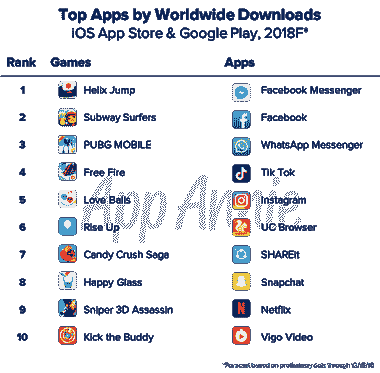 Top Apps by Worldwide Downloads
iOS App Store & Google Play, 2018F*
Rank Games Apps
1 Helix Jump Facebook Messenger
2 Subway Surfers Facebook
3 PUBG MOBILE WhatsApp Messenger
4 Free Fire Tik Tok
5 Love Balls Instagram
6 Rise Up UC Browser
7 Candy Crush Saga SHAREit
8 Happy Glass Snapchat
9 Sniper 3D Assassin Netflix
10 Kick the Buddy Vigo Video
App Annie
*Forecast based on preliminary data through